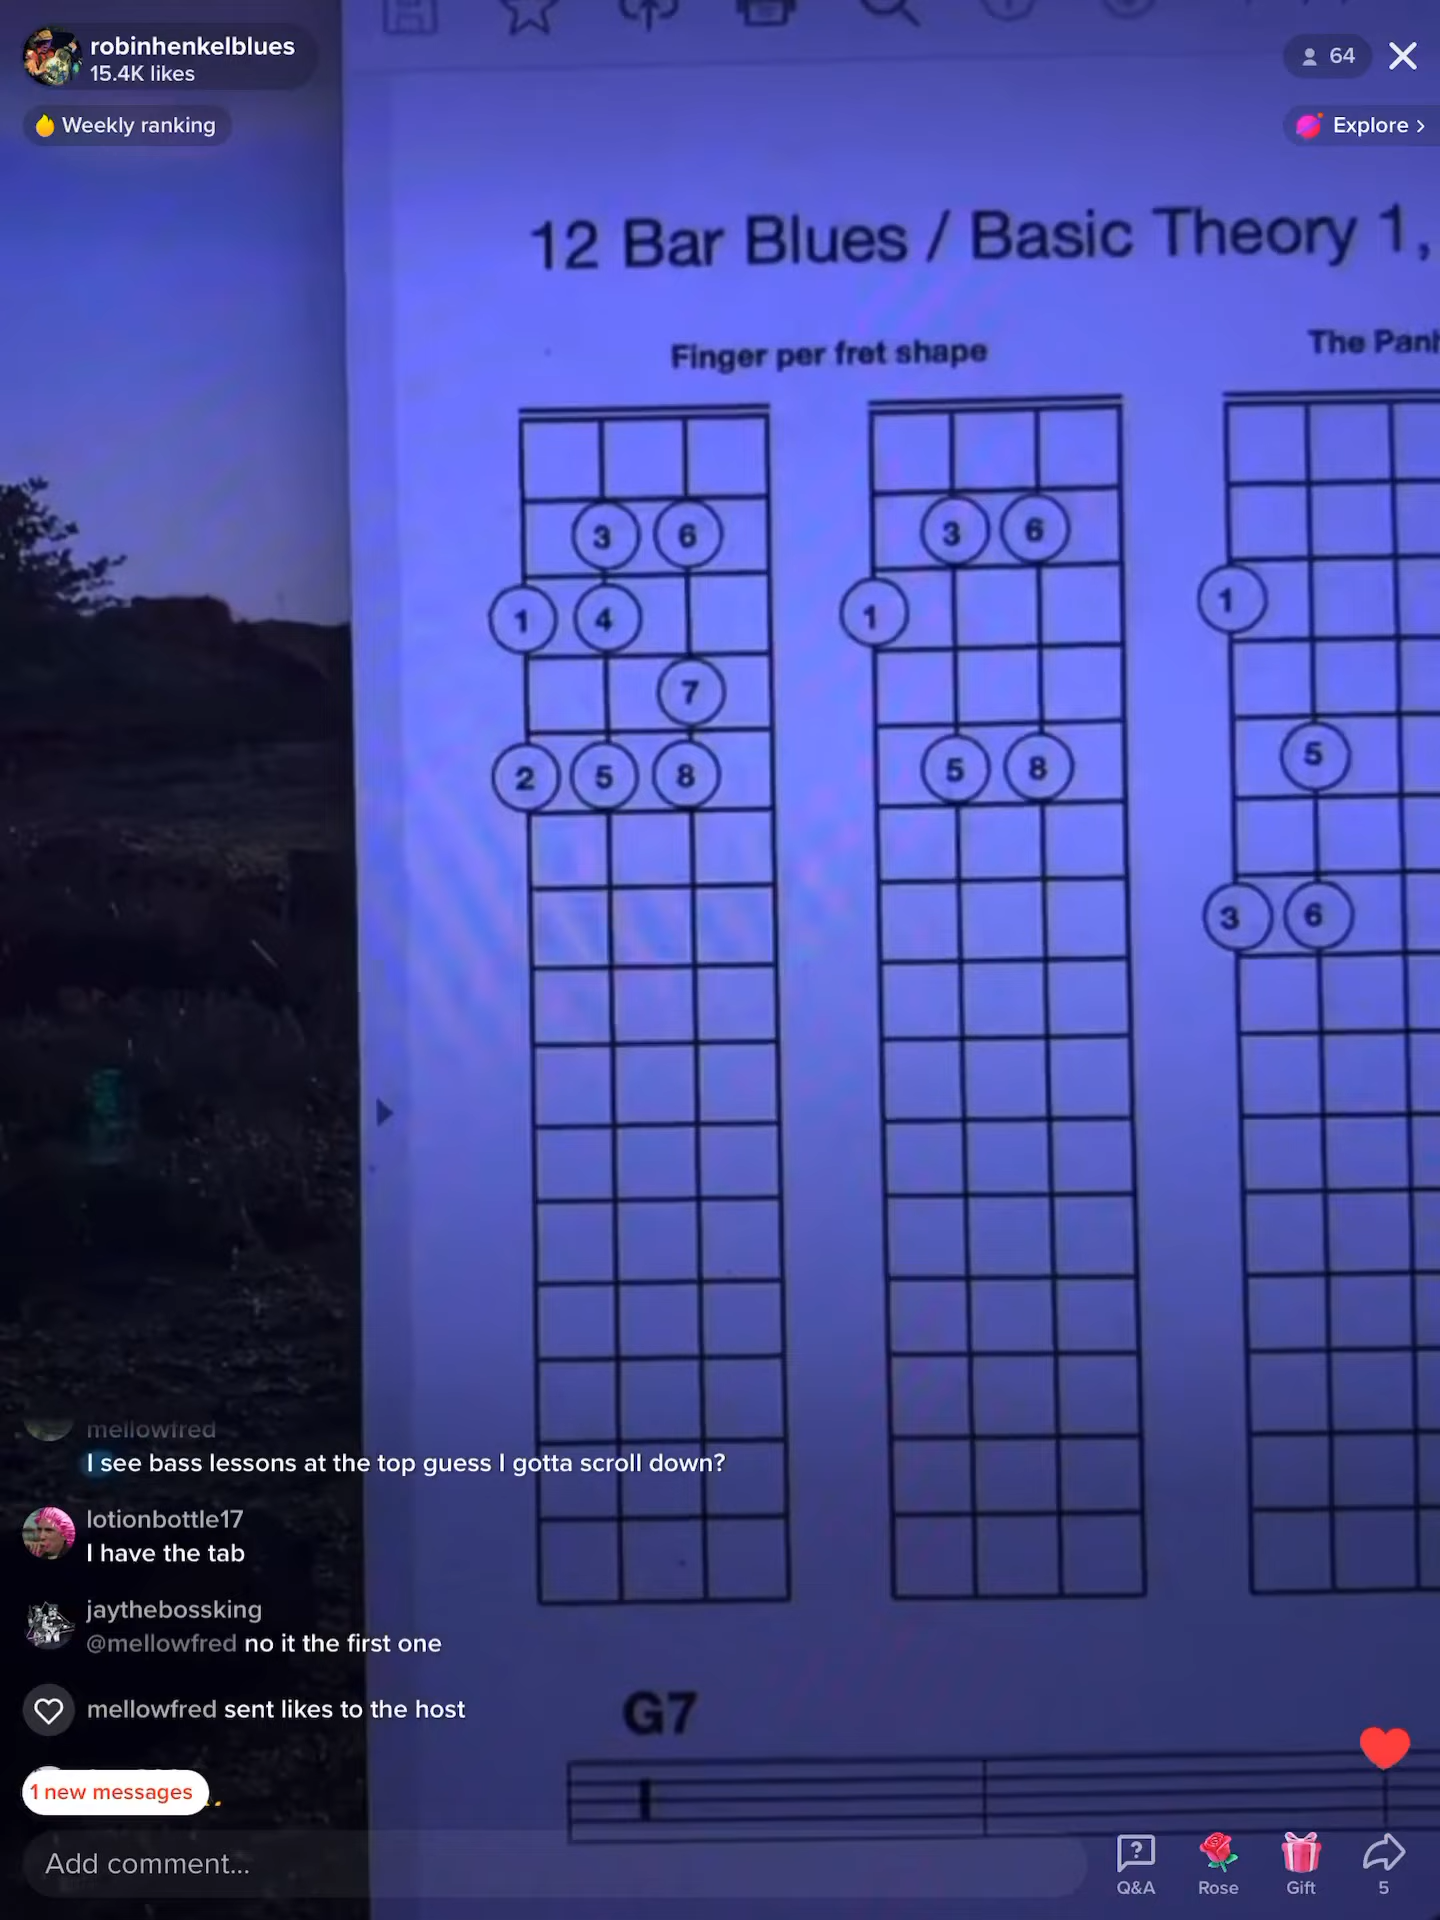 robinhenkelblues
15.4K likes
64
Weekly ranking
Explore >
12 Bar Blues / Basic Theory 1,
Finger per fret shape
The Pan
3 6
1 4
7
2 5 8
3 6
1
5 8
1
5
3 6
mellowfred
I see bass lessons at the top guess I gotta scroll down?
lotionbottle17
I have the tab
jaythebossking
@mellowfred no it the first one
mellowfred sent likes to the host
G7
1 new messages
Add comment...
Q&A
Rose
Gift
5